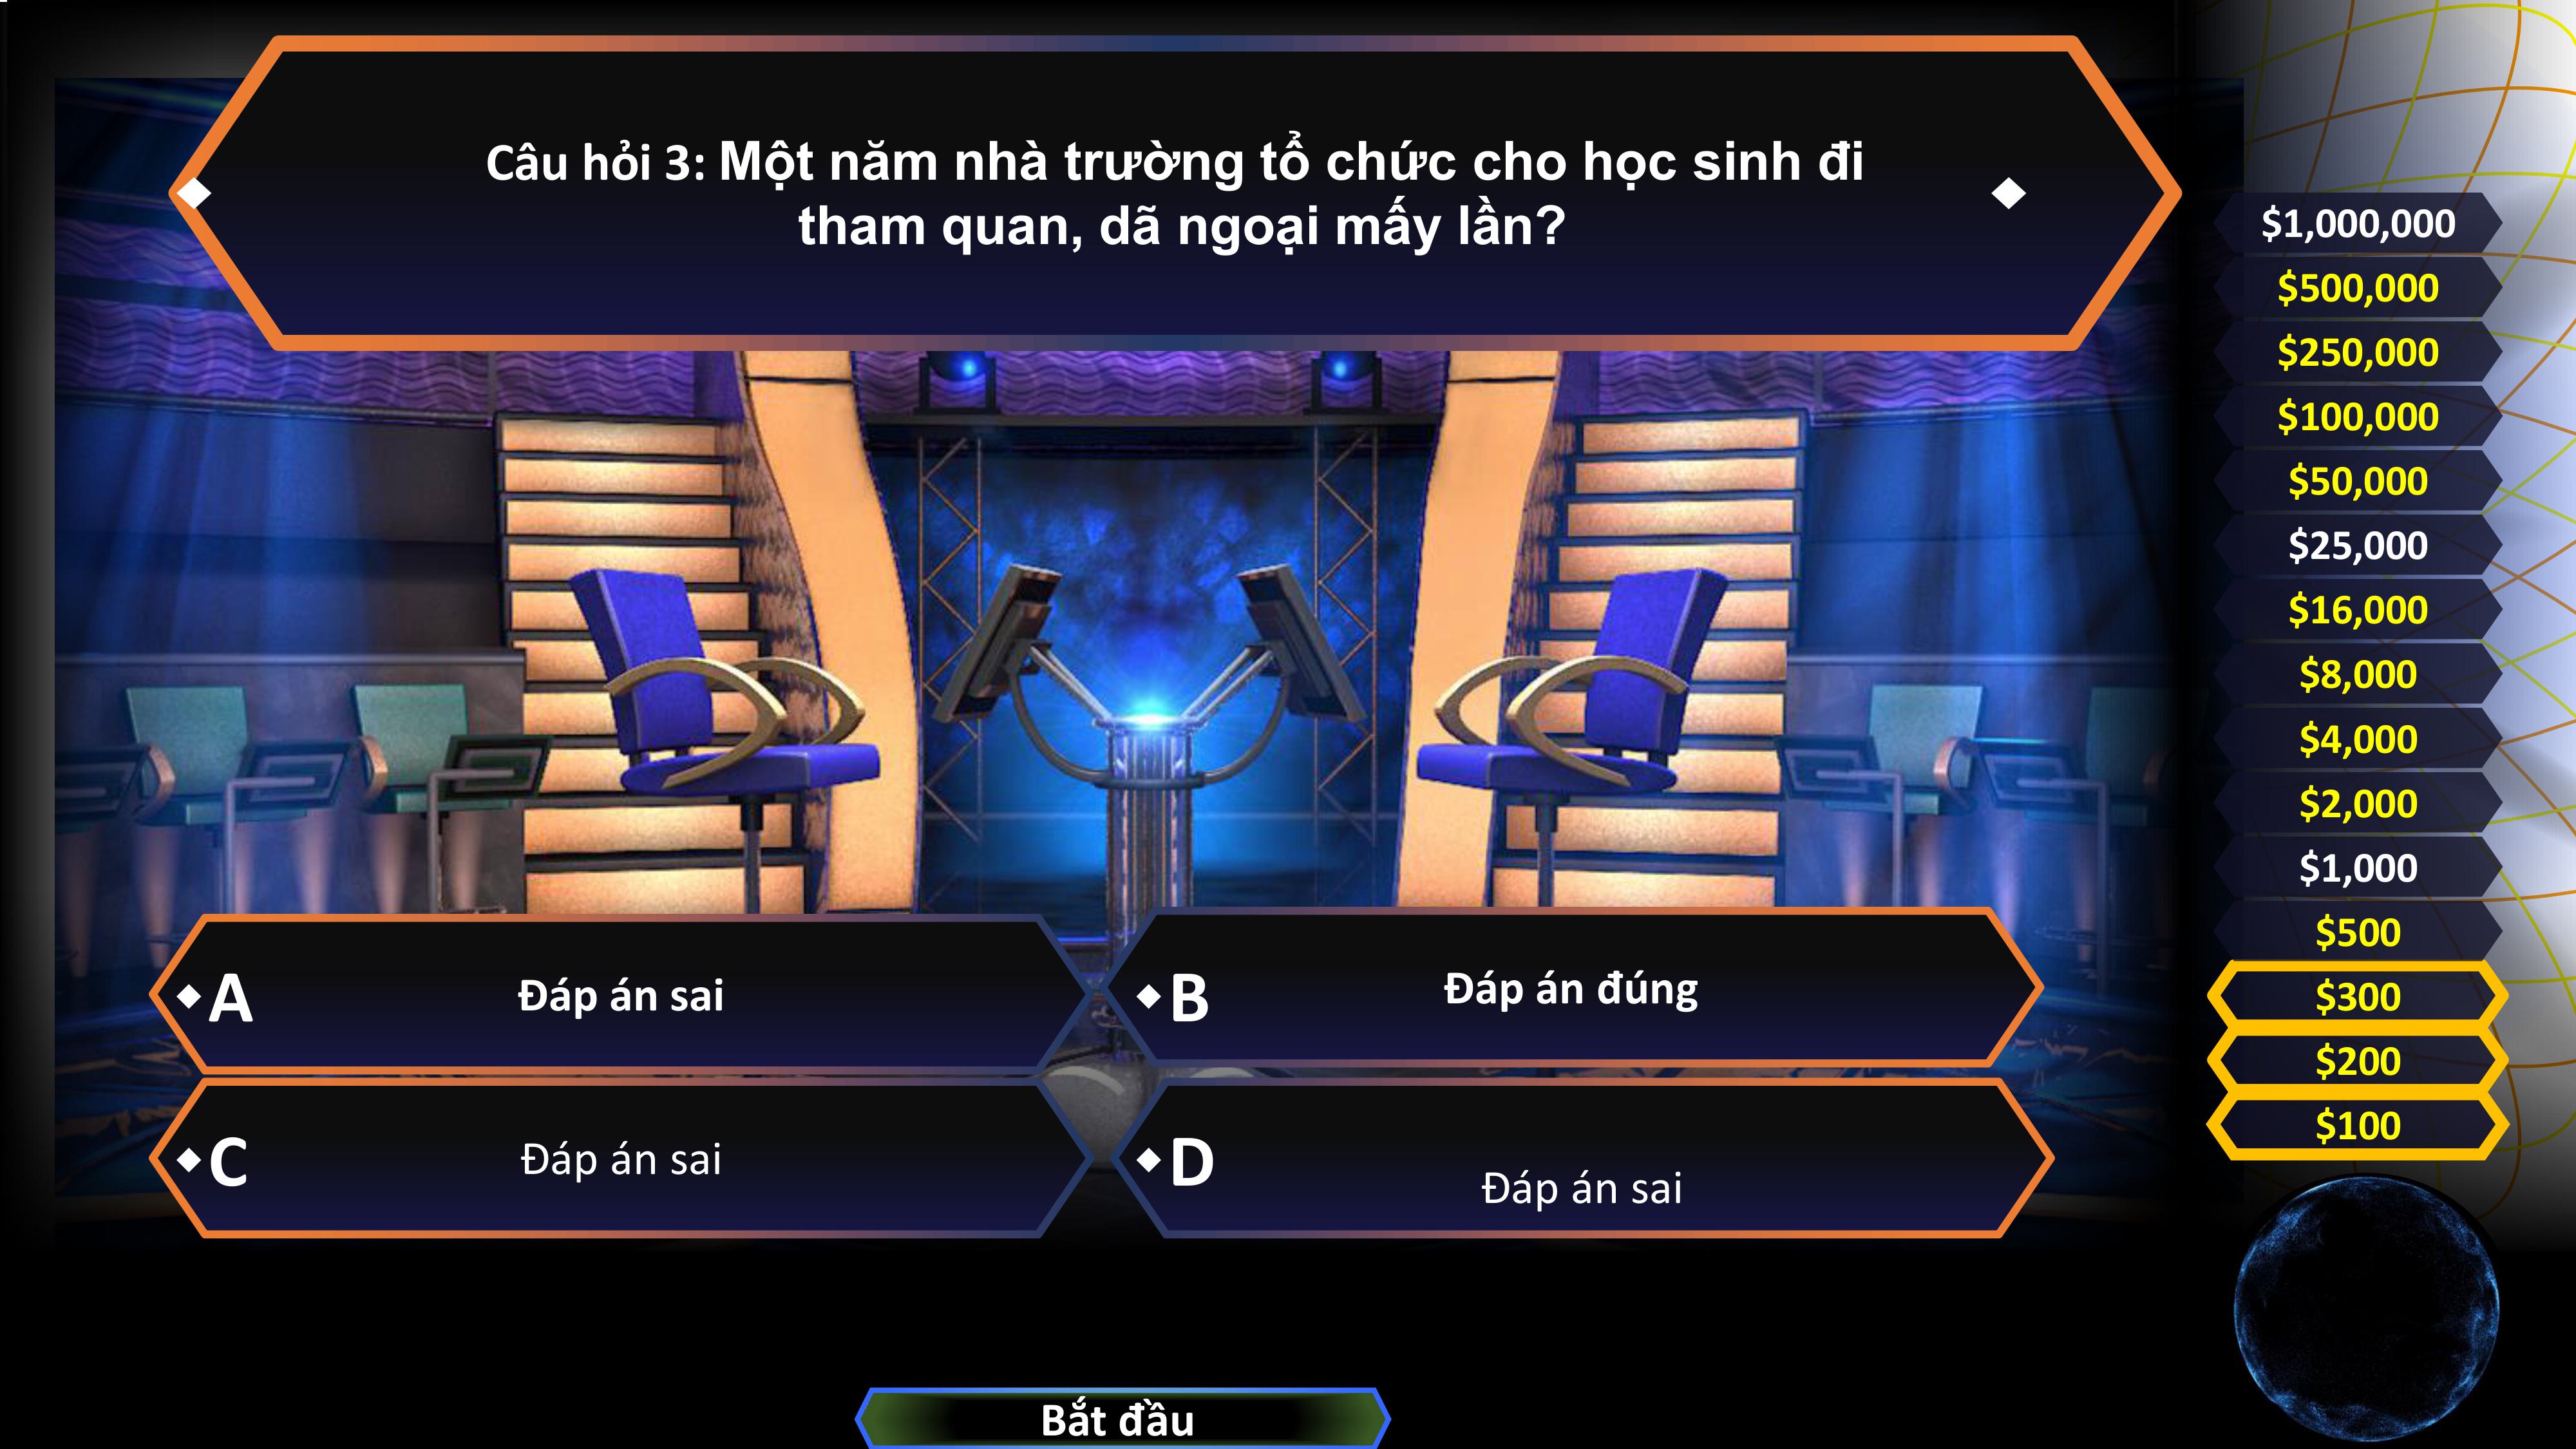 Câu hỏi 3: Một năm nhà trường tổ chức cho học sinh đi
tham quan, dã ngoại mấy lần?
$1,000,000
$500,000
$250,000
$100,000
$50,000
$25,000
$16,000
$8,000
$4,000
$2,000
$1,000
$500
$300
$200
$100
A Đáp án sai
B Đáp án đúng
C Đáp án sai
D Đáp án sai
Bắt đầu